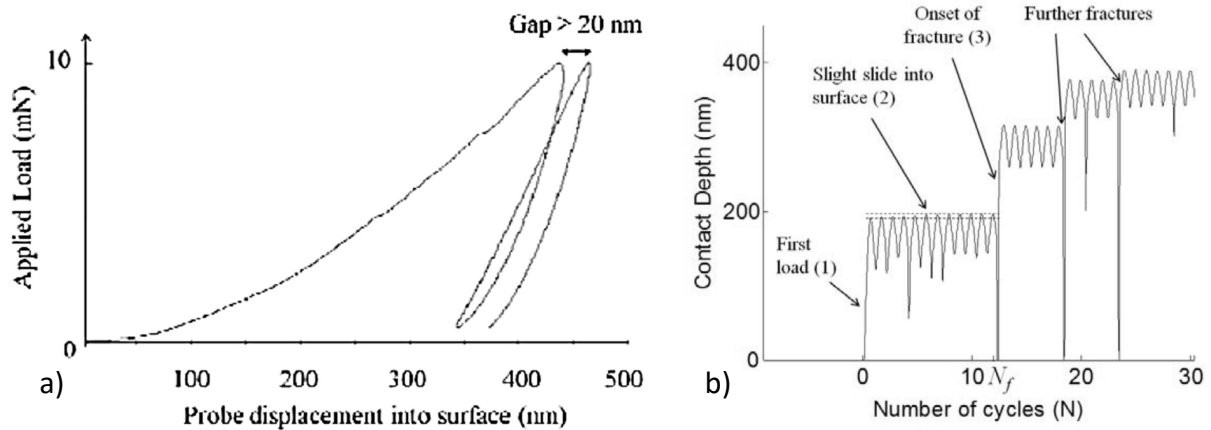 Gap > 20 nm
10
Applied Load (mN)
0
100
200
300
400
500
Probe displacement into surface (nm)
a)
Onset of
fracture (3)
Further fractures
Slight slide into
surface (2)
First
load (1)
400
200
0
Contact Depth (nm)
0
10
N_f
20
30
Number of cycles (N)
b)